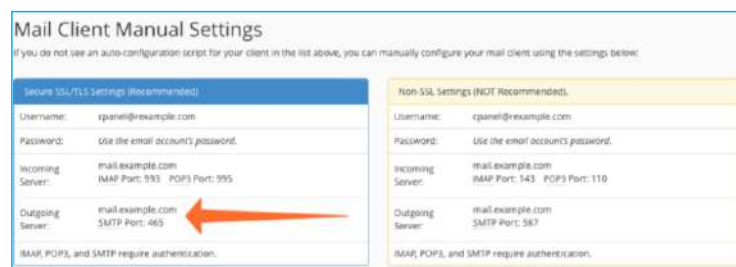 Mail Client Manual Settings
If you do not see an auto-configuration script for your client in the list above, you can manually configure your mail client using the settings below:
Secure SSL/TLS Settings (Recommended)
Username: cpanel@rexample.com
Password: Use the email account's password.
Incoming Server: mail.example.com
IMAP Port: 993 POP3 Port: 995
Outgoing Server: mail.example.com
SMTP Port: 465
IMAP, POP3, and SMTP require authentication.
Non-SSL Settings (NOT Recommended).
Username: cpanel@rexample.com
Password: Use the email account's password.
Incoming Server: mail.example.com
IMAP Port: 143 POP3 Port: 110
Outgoing Server: mail.example.com
SMTP Port: 587
IMAP, POP3, and SMTP require authentication.